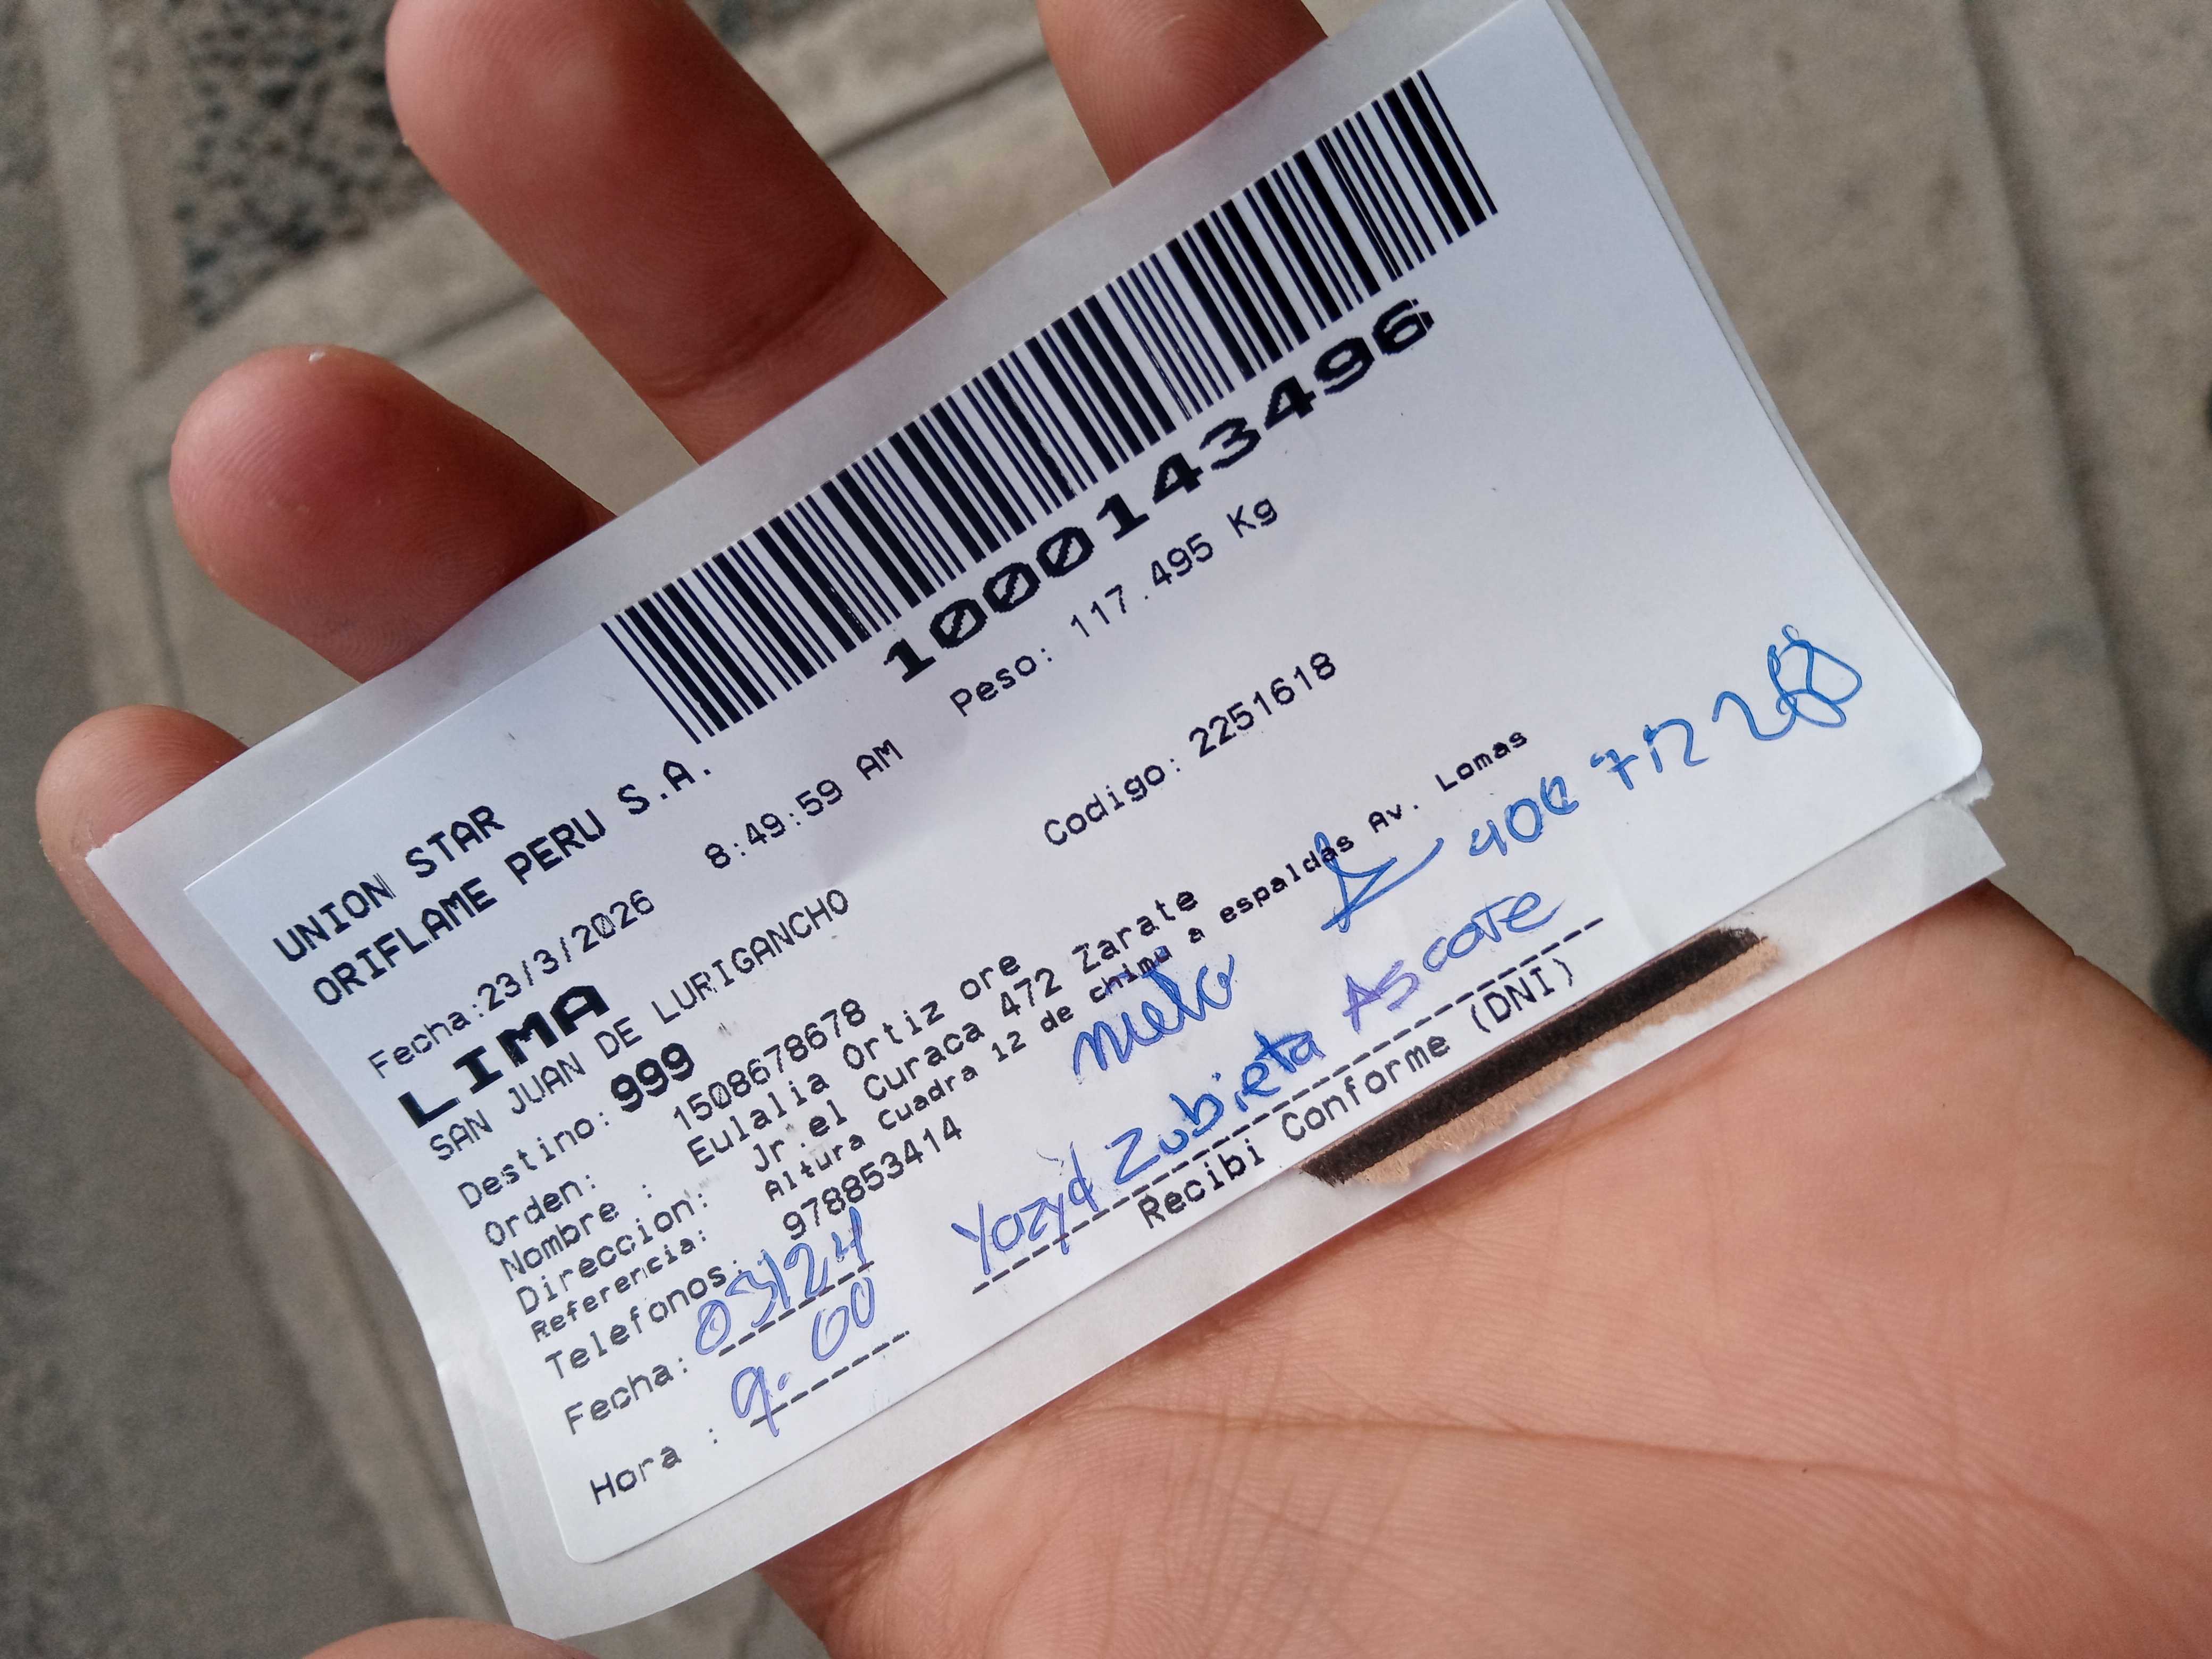 1000143496
UNION STAR
ORIFLAME PERU S.A.
Peso: 117.495 Kg
Fecha:23/3/2026 8:49:59 AM
LIMA
SAN JUAN DE LURIGANCHO
Codigo: 2251618
Destino: 999
Orden: 1508678678
Nombre : Eulalia Ortiz ore
Direccion: Jr.el Curaca 472 Zarate
Referencia: Altura cuadra 12 de chimu a espaldas Av. Lomas
Telefonos: 978853414
nieto
Fecha: 03/24
Yozyd Zubieta Ascate
Hora : 9.00
Recibi Conforme (DNI)